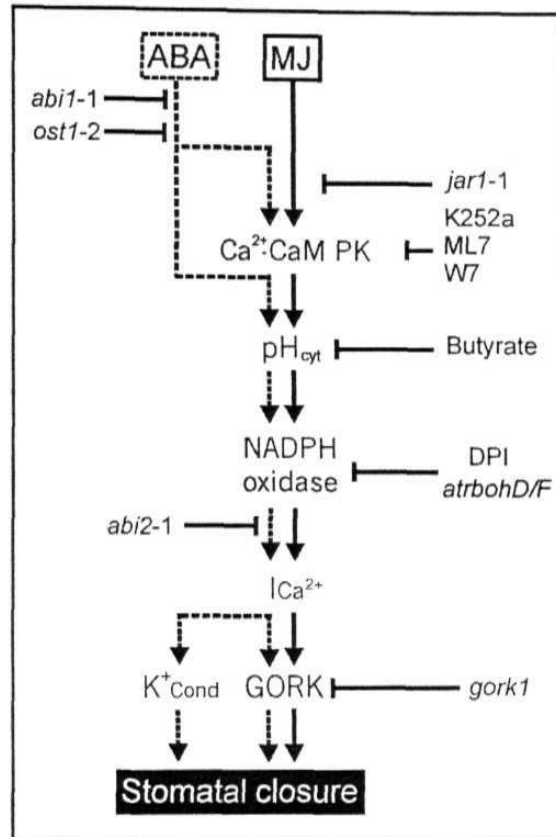 ABA MJ
abi1-1
ost1-2
jar1-1
K252a
Ca²⁺-CaM PK ML7
W7
pHcyt Butyrate
NADPH DPI
oxidase atrbohD/F
abi2-1
ICa²⁺
K⁺Cond GORK gork1
Stomatal closure